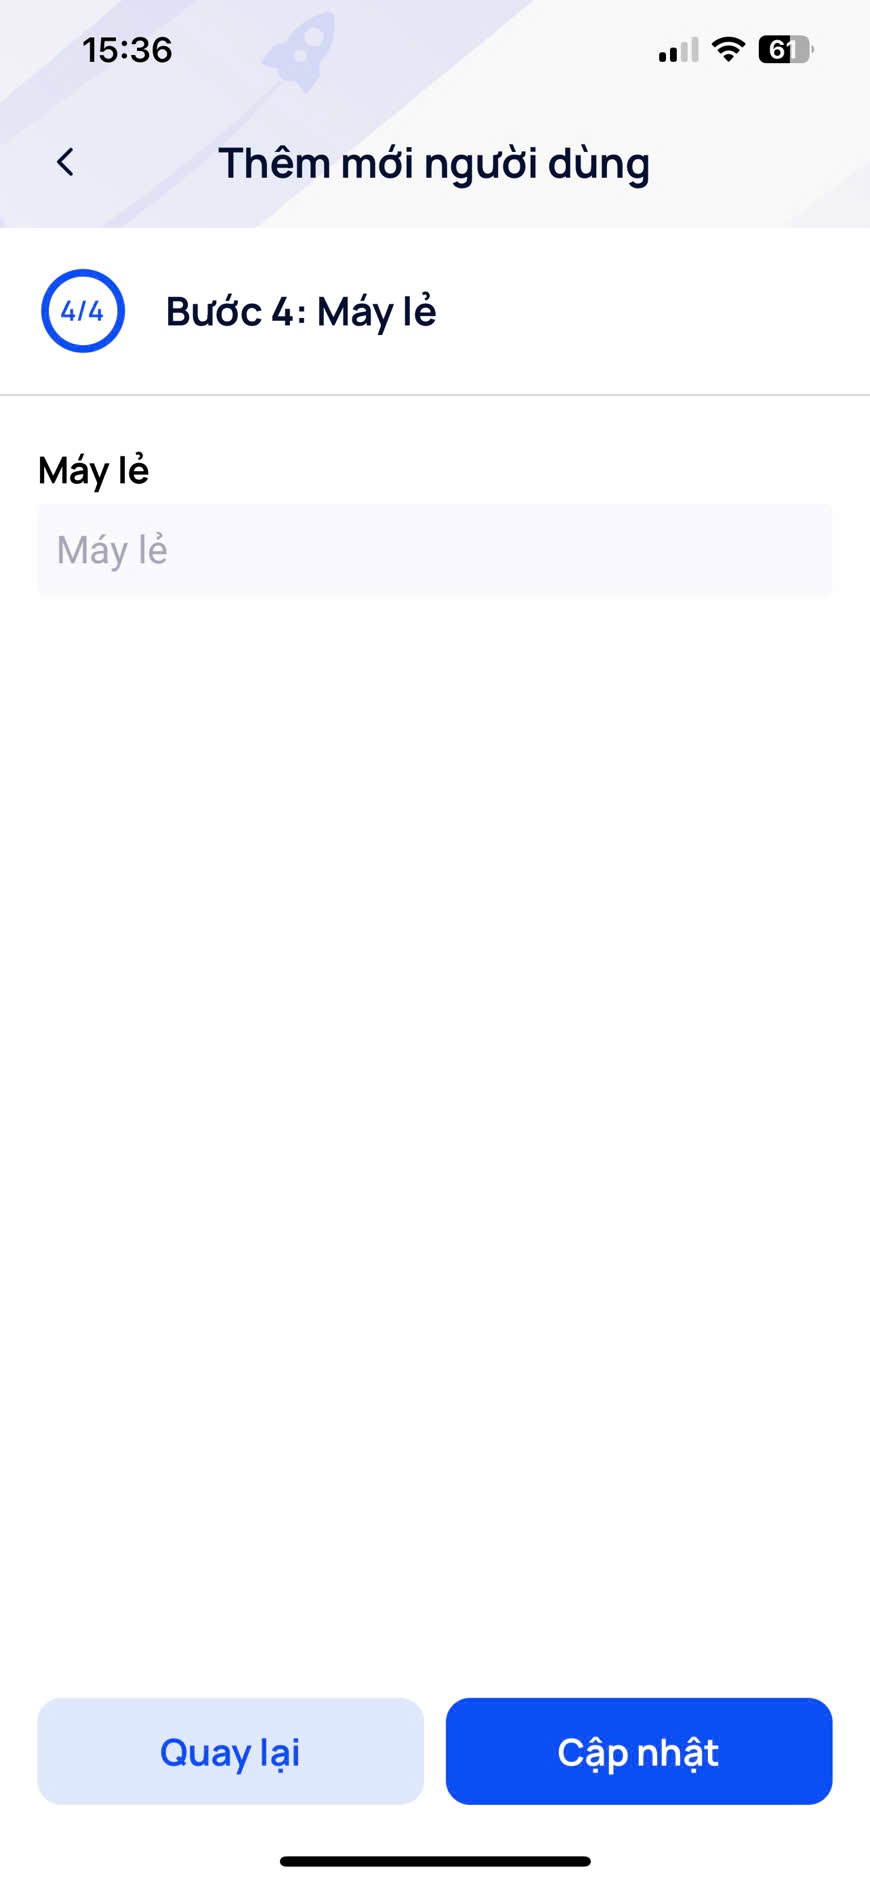 15:36
61
Thêm mới người dùng
4/4
Bước 4: Máy lẻ
Máy lẻ
Máy lẻ
Quay lại
Cập nhật